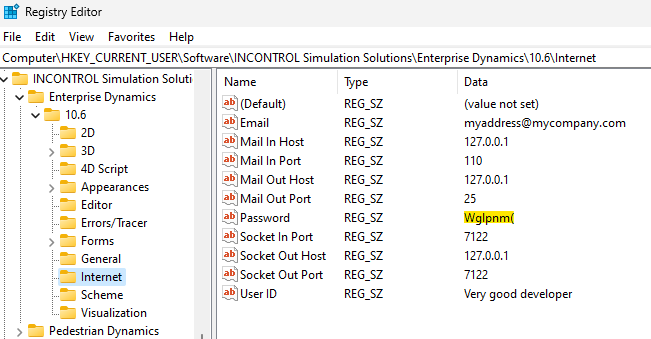 Registry Editor
File Edit View Favorites Help
Computer\HKEY_CURRENT_USER\Software\INCONTROL Simulation Solutions\Enterprise Dynamics\10.6\Internet
INCONTROL Simulation Soluti
Enterprise Dynamics
10.6
2D
3D
4D Script
Appearances
Editor
Errors/Tracer
Forms
General
Internet
Scheme
Visualization
Pedestrian Dynamics
Name Type Data
(Default) REG_SZ (value not set)
Email REG_SZ myaddress@mycompany.com
Mail In Host REG_SZ 127.0.0.1
Mail In Port REG_SZ 110
Mail Out Host REG_SZ 127.0.0.1
Mail Out Port REG_SZ 25
Password REG_SZ Wglpnm(
Socket In Port REG_SZ 7122
Socket Out Host REG_SZ 127.0.0.1
Socket Out Port REG_SZ 7122
User ID REG_SZ Very good developer